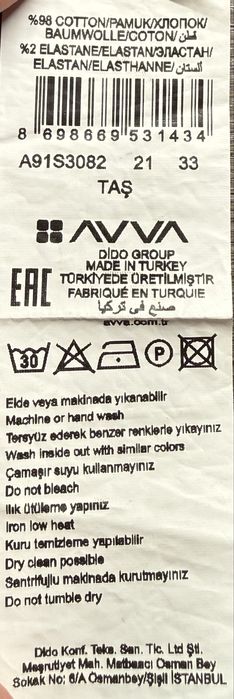 %98 COTTON/PAMUK/ХЛОПОК/
BAUMWOLLE/COTON/قطن/
%2 ELASTANE/ELASTAN/ЭЛАСТАН/
ELASTAN/ELASTHANNE/الستان/
8 698669 531434
A91S3082 21 33
TAŞ
AVVA
DİDO GROUP
MADE IN TURKEY
TÜRKİYEDE ÜRETİLMİŞTİR
FABRIQUÉ EN TURQUIE
صنع في تركيا
EAC
avva.com.tr
30 P
Elde veya makinada yıkanabilir
Machine or hand wash
Tersyüz ederek benzer renklerle yıkayınız
Wash inside out with similar colors
Çamaşır suyu kullanmayınız
Do not bleach
Ilık ütüleme yapınız
Iron low heat
Kuru temizleme yapılabilir
Dry clean possible
Santrifujlu makinada kurutmayınız
Do not tumble dry
Dido Konf. Teks. San. Tic. Ltd Şti.
Meşrutiyet Mah. Matbaacı Osman Bey
Sokak No: 6/A Osmanbey/Şişli İSTANBUL